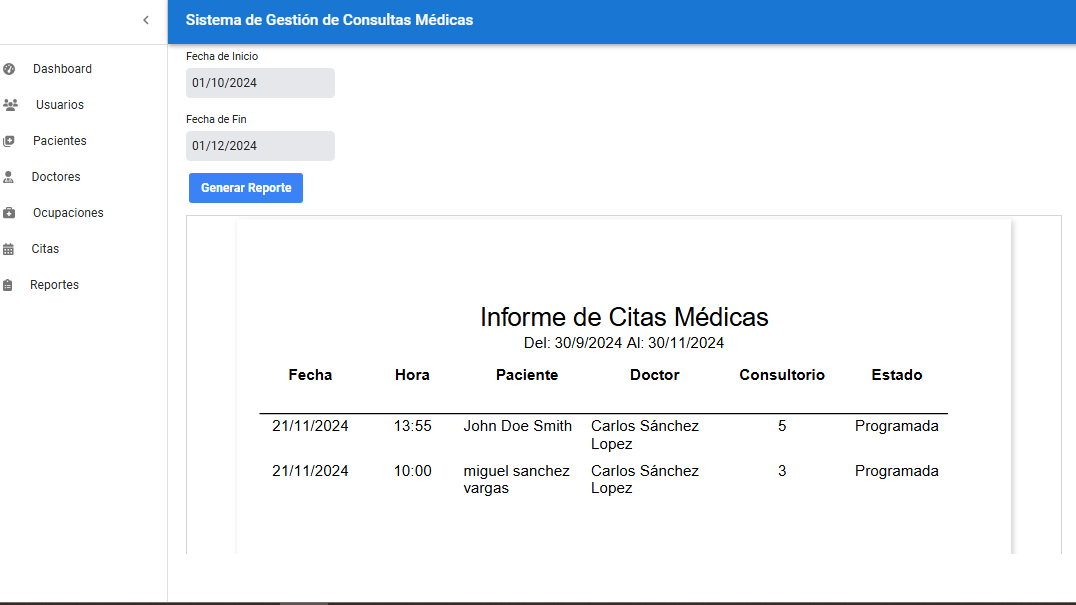 Sistema de Gestión de Consultas Médicas
Dashboard
Usuarios
Pacientes
Doctores
Ocupaciones
Citas
Reportes
Fecha de Inicio
01/10/2024
Fecha de Fin
01/12/2024
Generar Reporte
Informe de Citas Médicas
Del: 30/9/2024 Al: 30/11/2024
Fecha Hora Paciente Doctor Consultorio Estado
21/11/2024 13:55 John Doe Smith Carlos Sánchez 5 Programada
Lopez
21/11/2024 10:00 miguel sanchez Carlos Sánchez 3 Programada
vargas Lopez